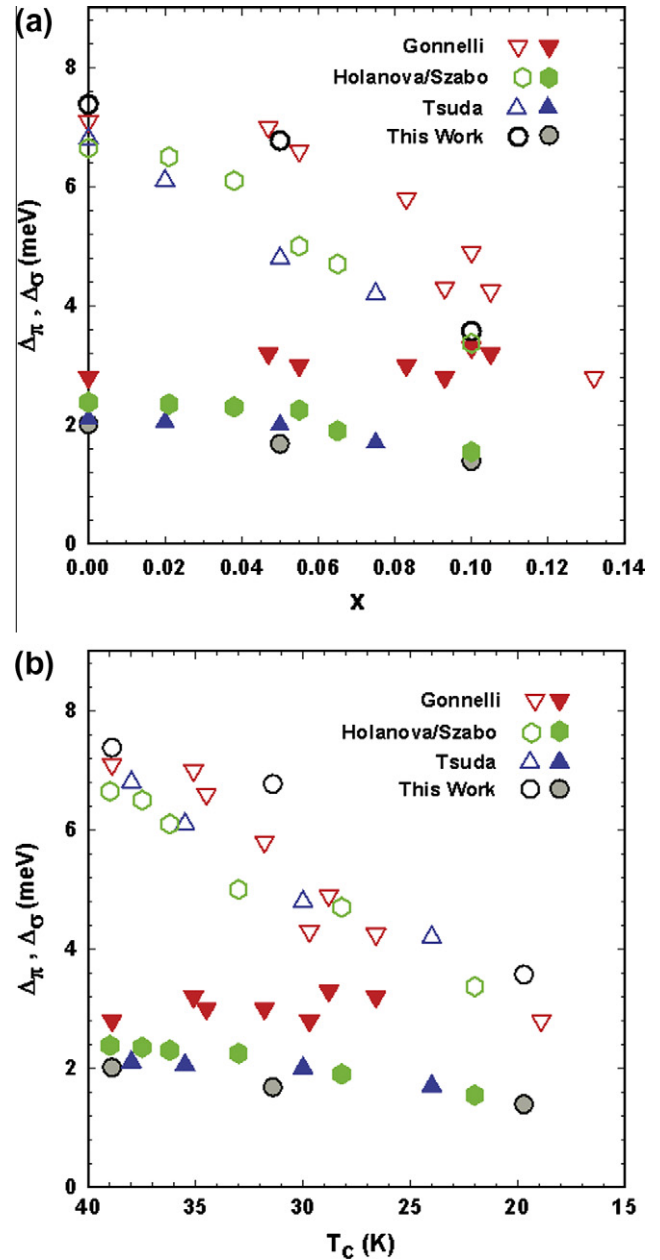 (a)
Gonnelli
Holanova/Szabo
Tsuda
This Work
8
6
4
2
0
Δπ , Δσ (meV)
0.00 0.02 0.04 0.06 0.08 0.10 0.12 0.14
X
(b)
Gonnelli
Holanova/Szabo
Tsuda
This Work
8
6
4
2
0
Δπ , Δσ (meV)
40 35 30 25 20 15
TC (K)